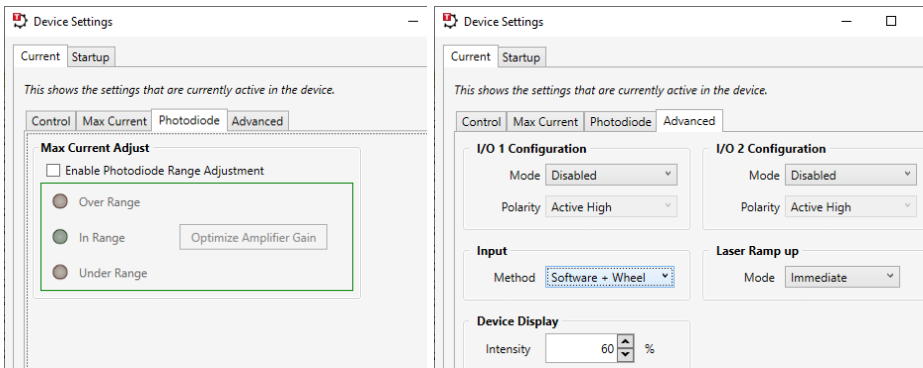 Device Settings
Current Startup
This shows the settings that are currently active in the device.
Control Max Current Photodiode Advanced
Max Current Adjust
Enable Photodiode Range Adjustment
Over Range
In Range Optimize Amplifier Gain
Under Range
Device Settings
Current Startup
This shows the settings that are currently active in the device.
Control Max Current Photodiode Advanced
I/O 1 Configuration
Mode Disabled
Polarity Active High
I/O 2 Configuration
Mode Disabled
Polarity Active High
Input
Method Software + Wheel
Laser Ramp up
Mode Immediate
Device Display
Intensity 60 %